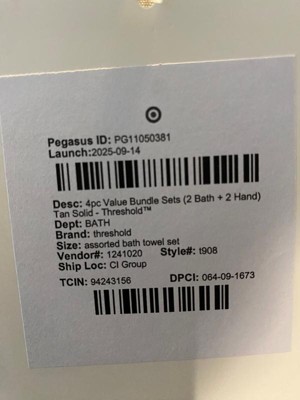 Pegasus ID: PG11050381
Launch:2025-09-14
Desc: 4pc Value Bundle Sets (2 Bath + 2 Hand)
Tan Solid - Threshold™
Dept: BATH
Brand: threshold
Size: assorted bath towel set
Vendor#: 1241020 Style#: t908
Ship Loc: CI Group
TCIN: 94243156 DPCI: 064-09-1673